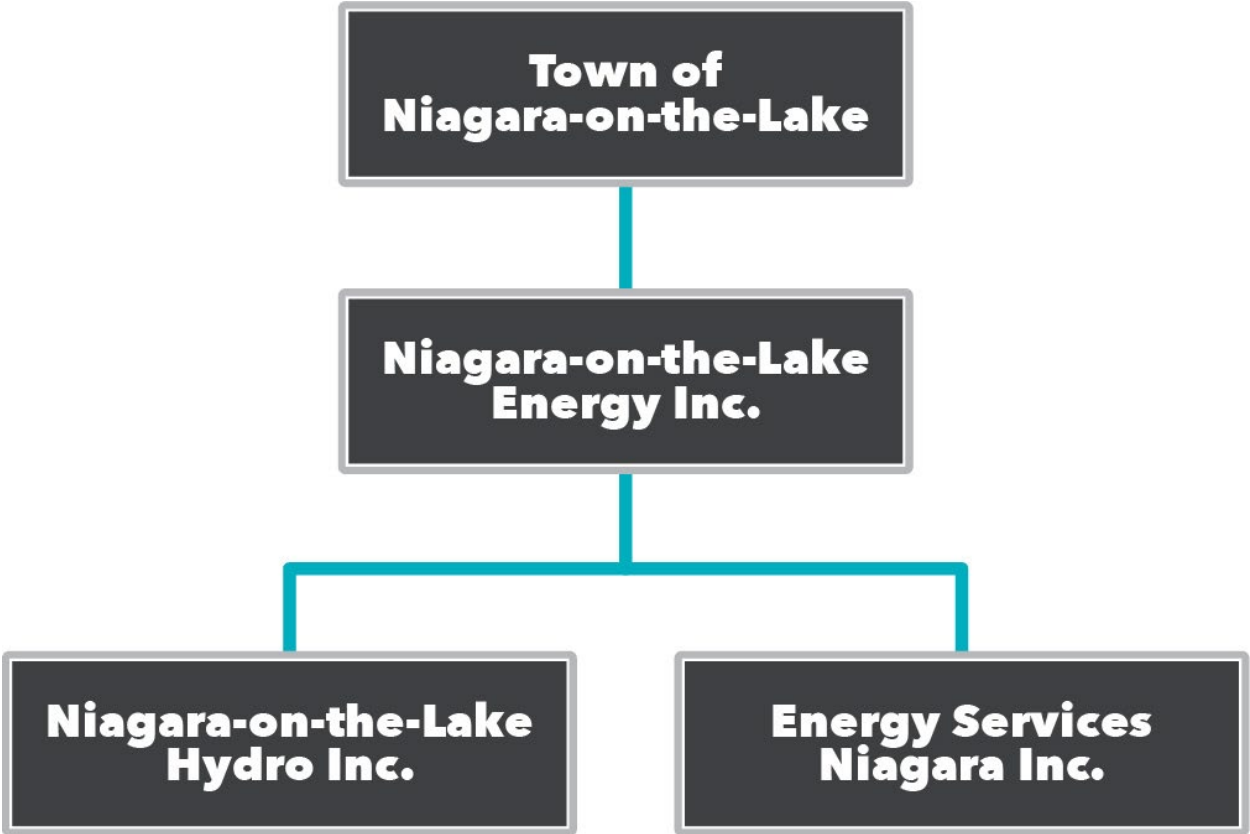 Town of
Niagara-on-the-Lake
Niagara-on-the-Lake
Energy Inc.
Niagara-on-the-Lake
Hydro Inc.
Energy Services
Niagara Inc.